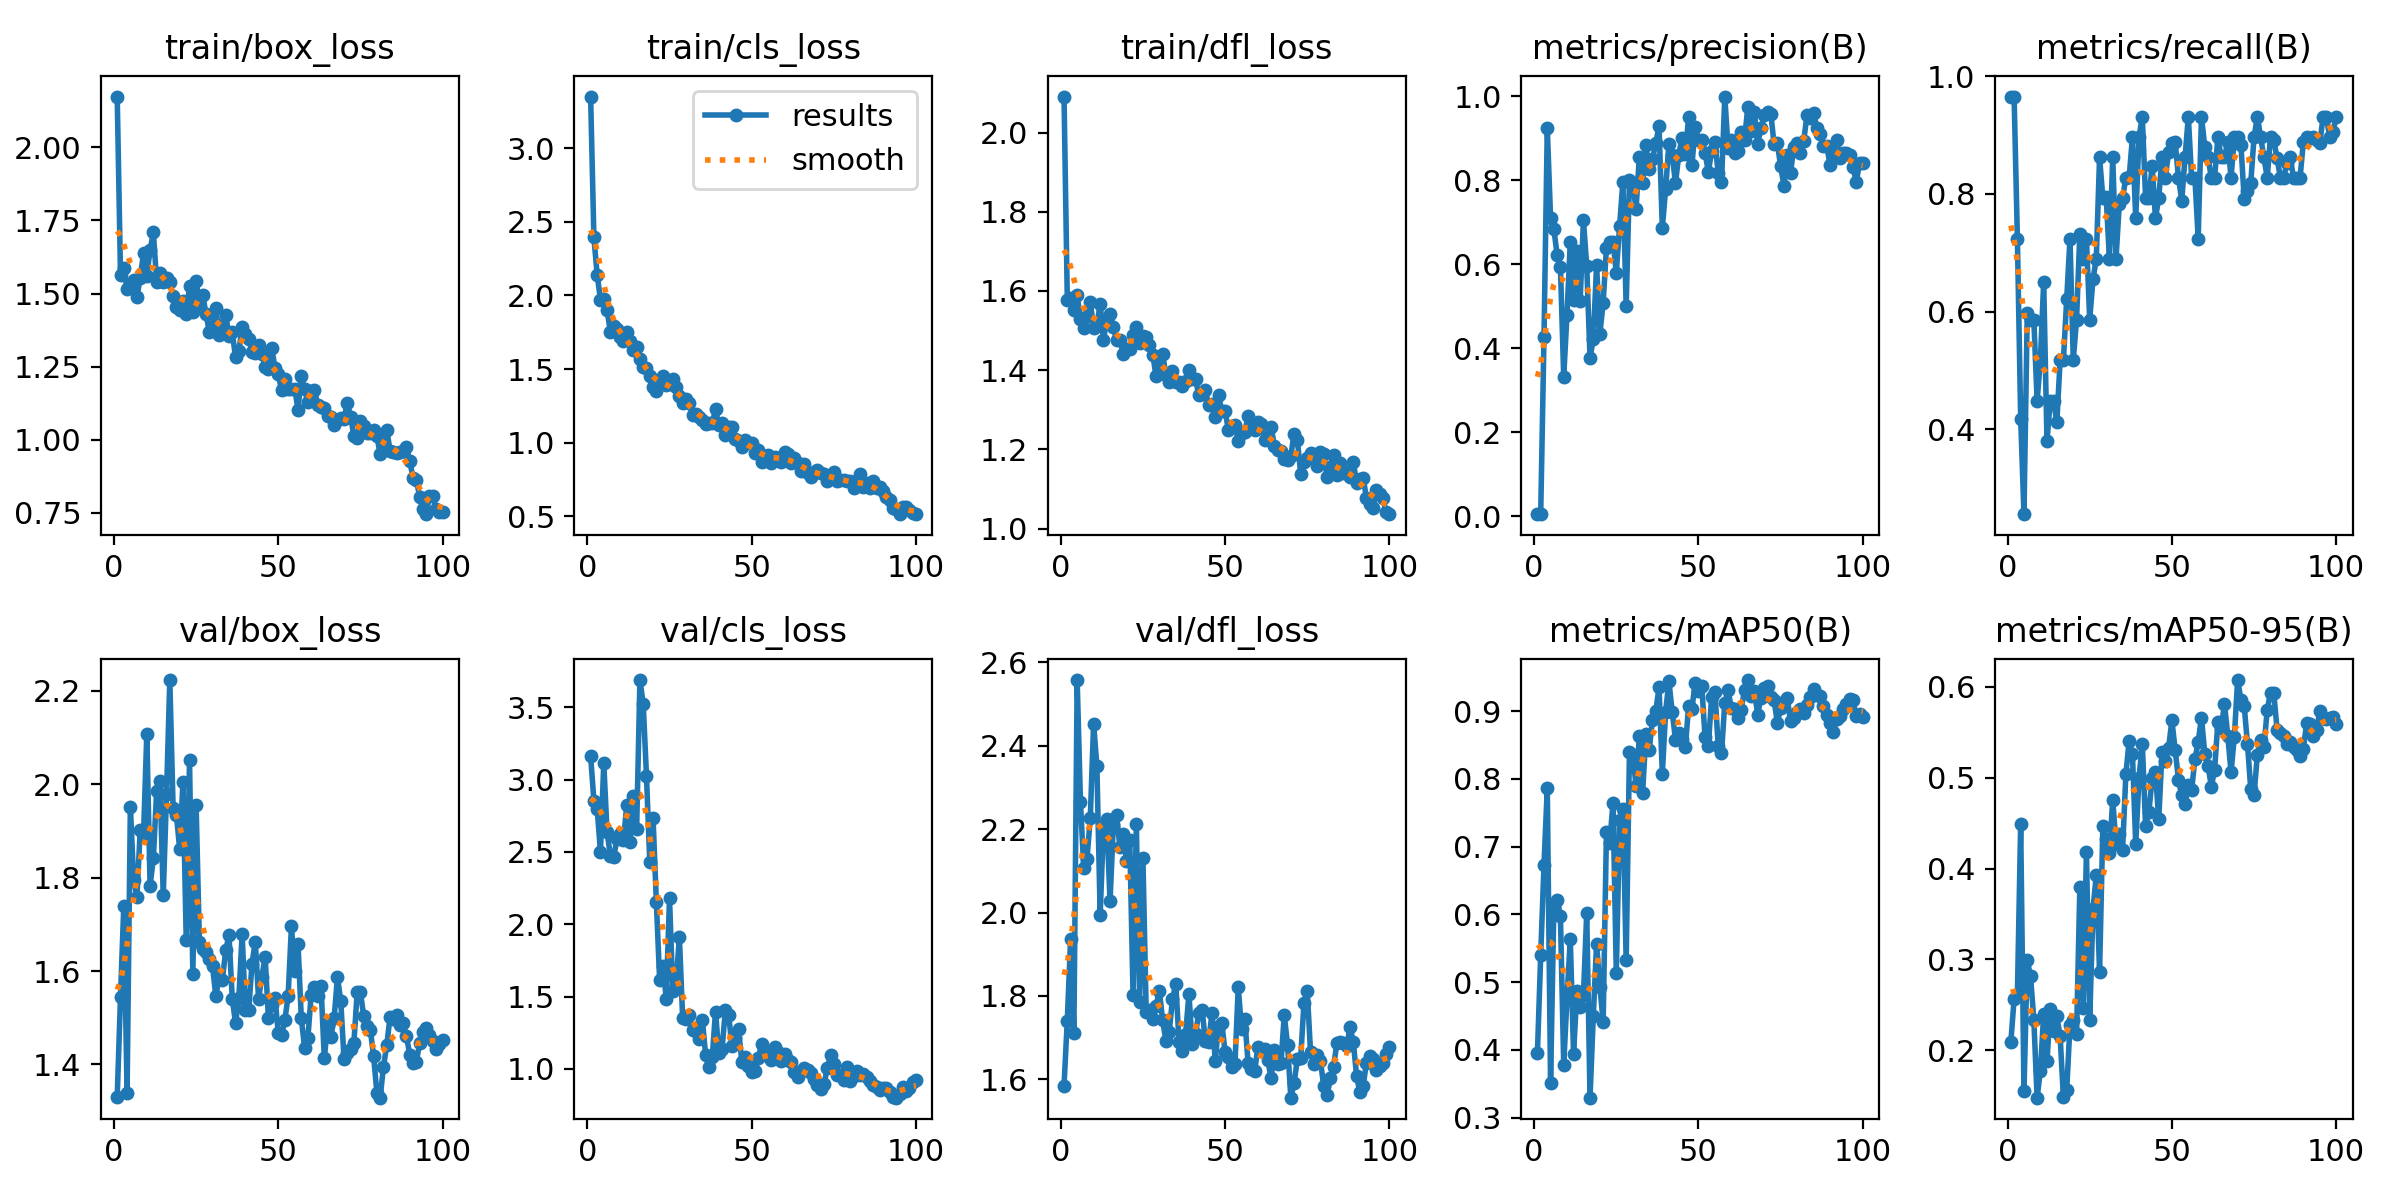 train/box_loss
2.00
1.75
1.50
1.25
1.00
0.75
0 50 100
train/cls_loss
results
smooth
3.0
2.5
2.0
1.5
1.0
0.5
0 50 100
train/dfl_loss
2.0
1.8
1.6
1.4
1.2
1.0
0 50 100
metrics/precision(B)
1.0
0.8
0.6
0.4
0.2
0.0
0 50 100
metrics/recall(B)
1.0
0.8
0.6
0.4
0 50 100
val/box_loss
2.2
2.0
1.8
1.6
1.4
0 50 100
val/cls_loss
3.5
3.0
2.5
2.0
1.5
1.0
0 50 100
val/dfl_loss
2.6
2.4
2.2
2.0
1.8
1.6
0 50 100
metrics/mAP50(B)
0.9
0.8
0.7
0.6
0.5
0.4
0.3
0 50 100
metrics/mAP50-95(B)
0.6
0.5
0.4
0.3
0.2
0 50 100